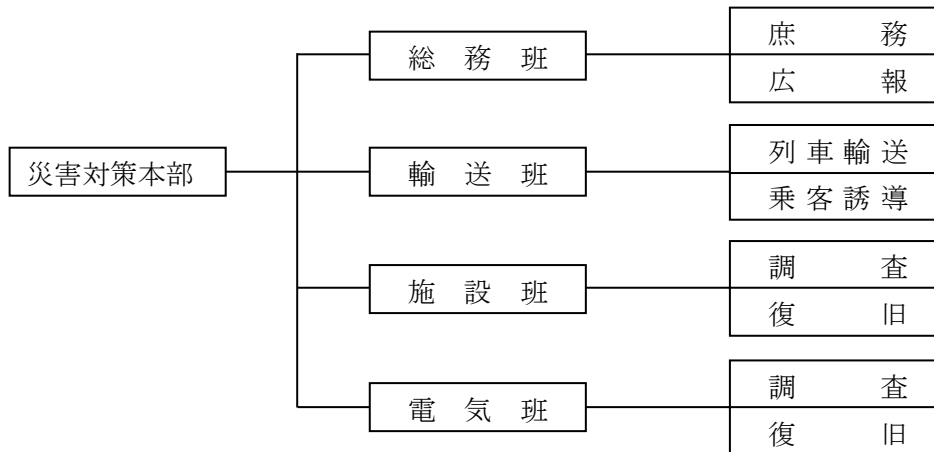 災害対策本部
総務班
庶務
広報
輸送班
列車輸送
乗客誘導
施設班
調査
復旧
電気班
調査
復旧